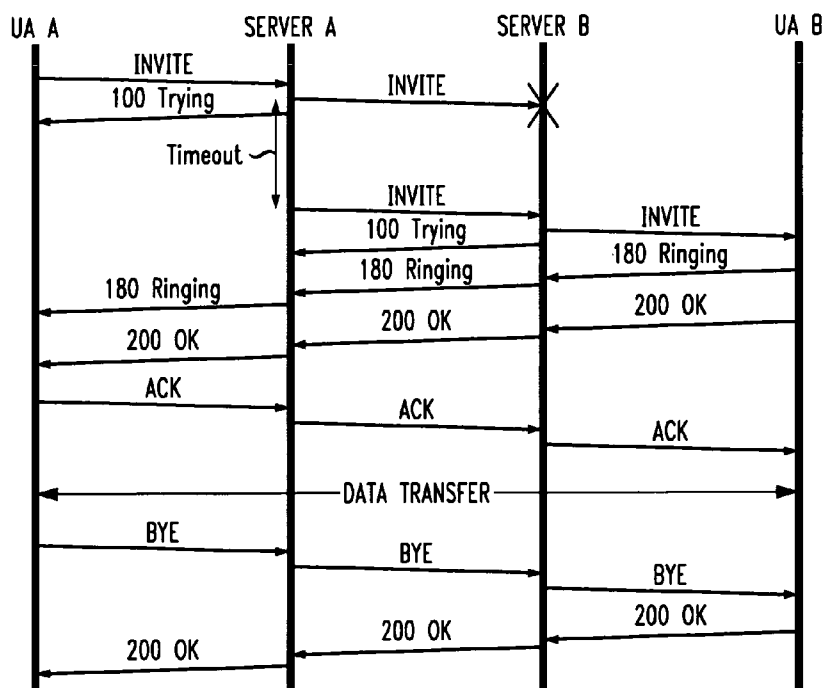 UA A
SERVER A
SERVER B
UA B
INVITE
INVITE
100 Trying
Timeout
INVITE
INVITE
100 Trying
180 Ringing
180 Ringing
180 Ringing
200 OK
200 OK
200 OK
ACK
ACK
ACK
DATA TRANSFER
BYE
BYE
BYE
200 OK
200 OK
200 OK